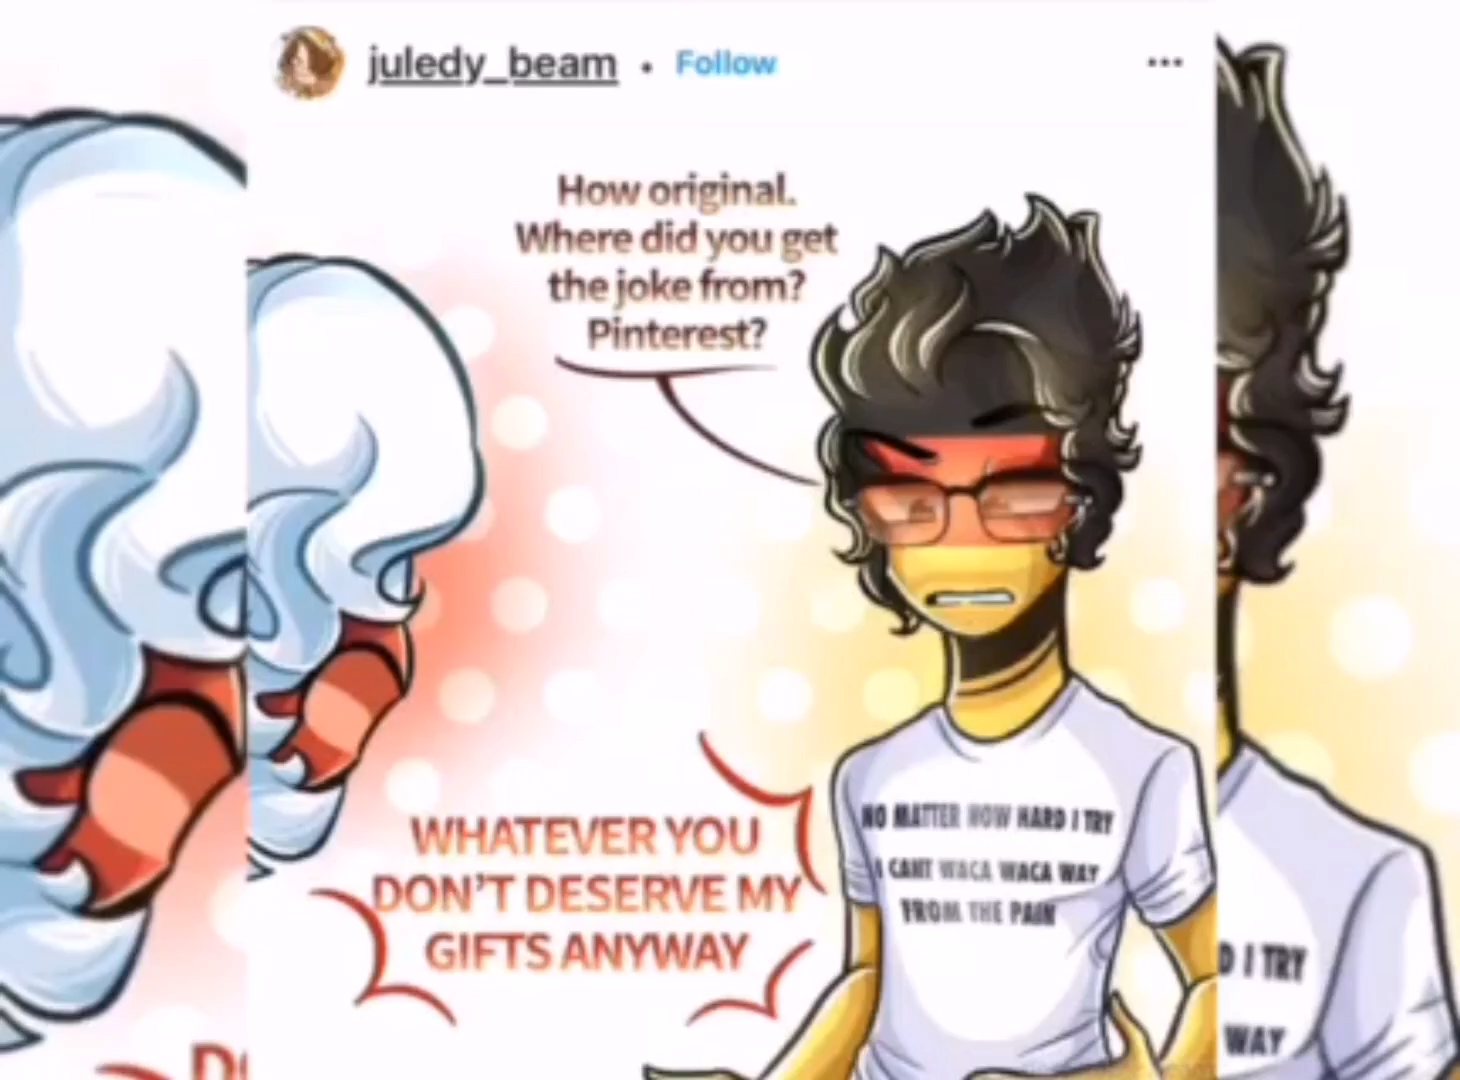 juledy_beam • Follow
How original.
Where did you get
the joke from?
Pinterest?
NO MATTER HOW HARD I TRY
I CANT WACA WACA WAY
FROM THE PAIN
WHATEVER YOU
DON'T DESERVE MY
GIFTS ANYWAY
D I TRY
WAY